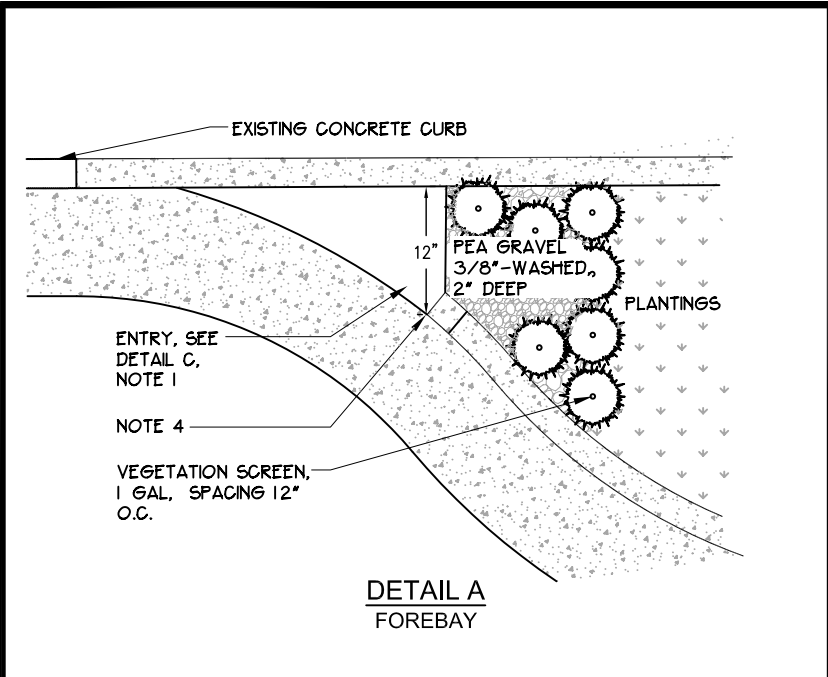 EXISTING CONCRETE CURB
12"
PEA GRAVEL
3/8"-WASHED,
2" DEEP
PLANTINGS
ENTRY, SEE
DETAIL C,
NOTE 1
NOTE 4
VEGETATION SCREEN,
1 GAL, SPACING 12"
O.C.
DETAIL A
FOREBAY